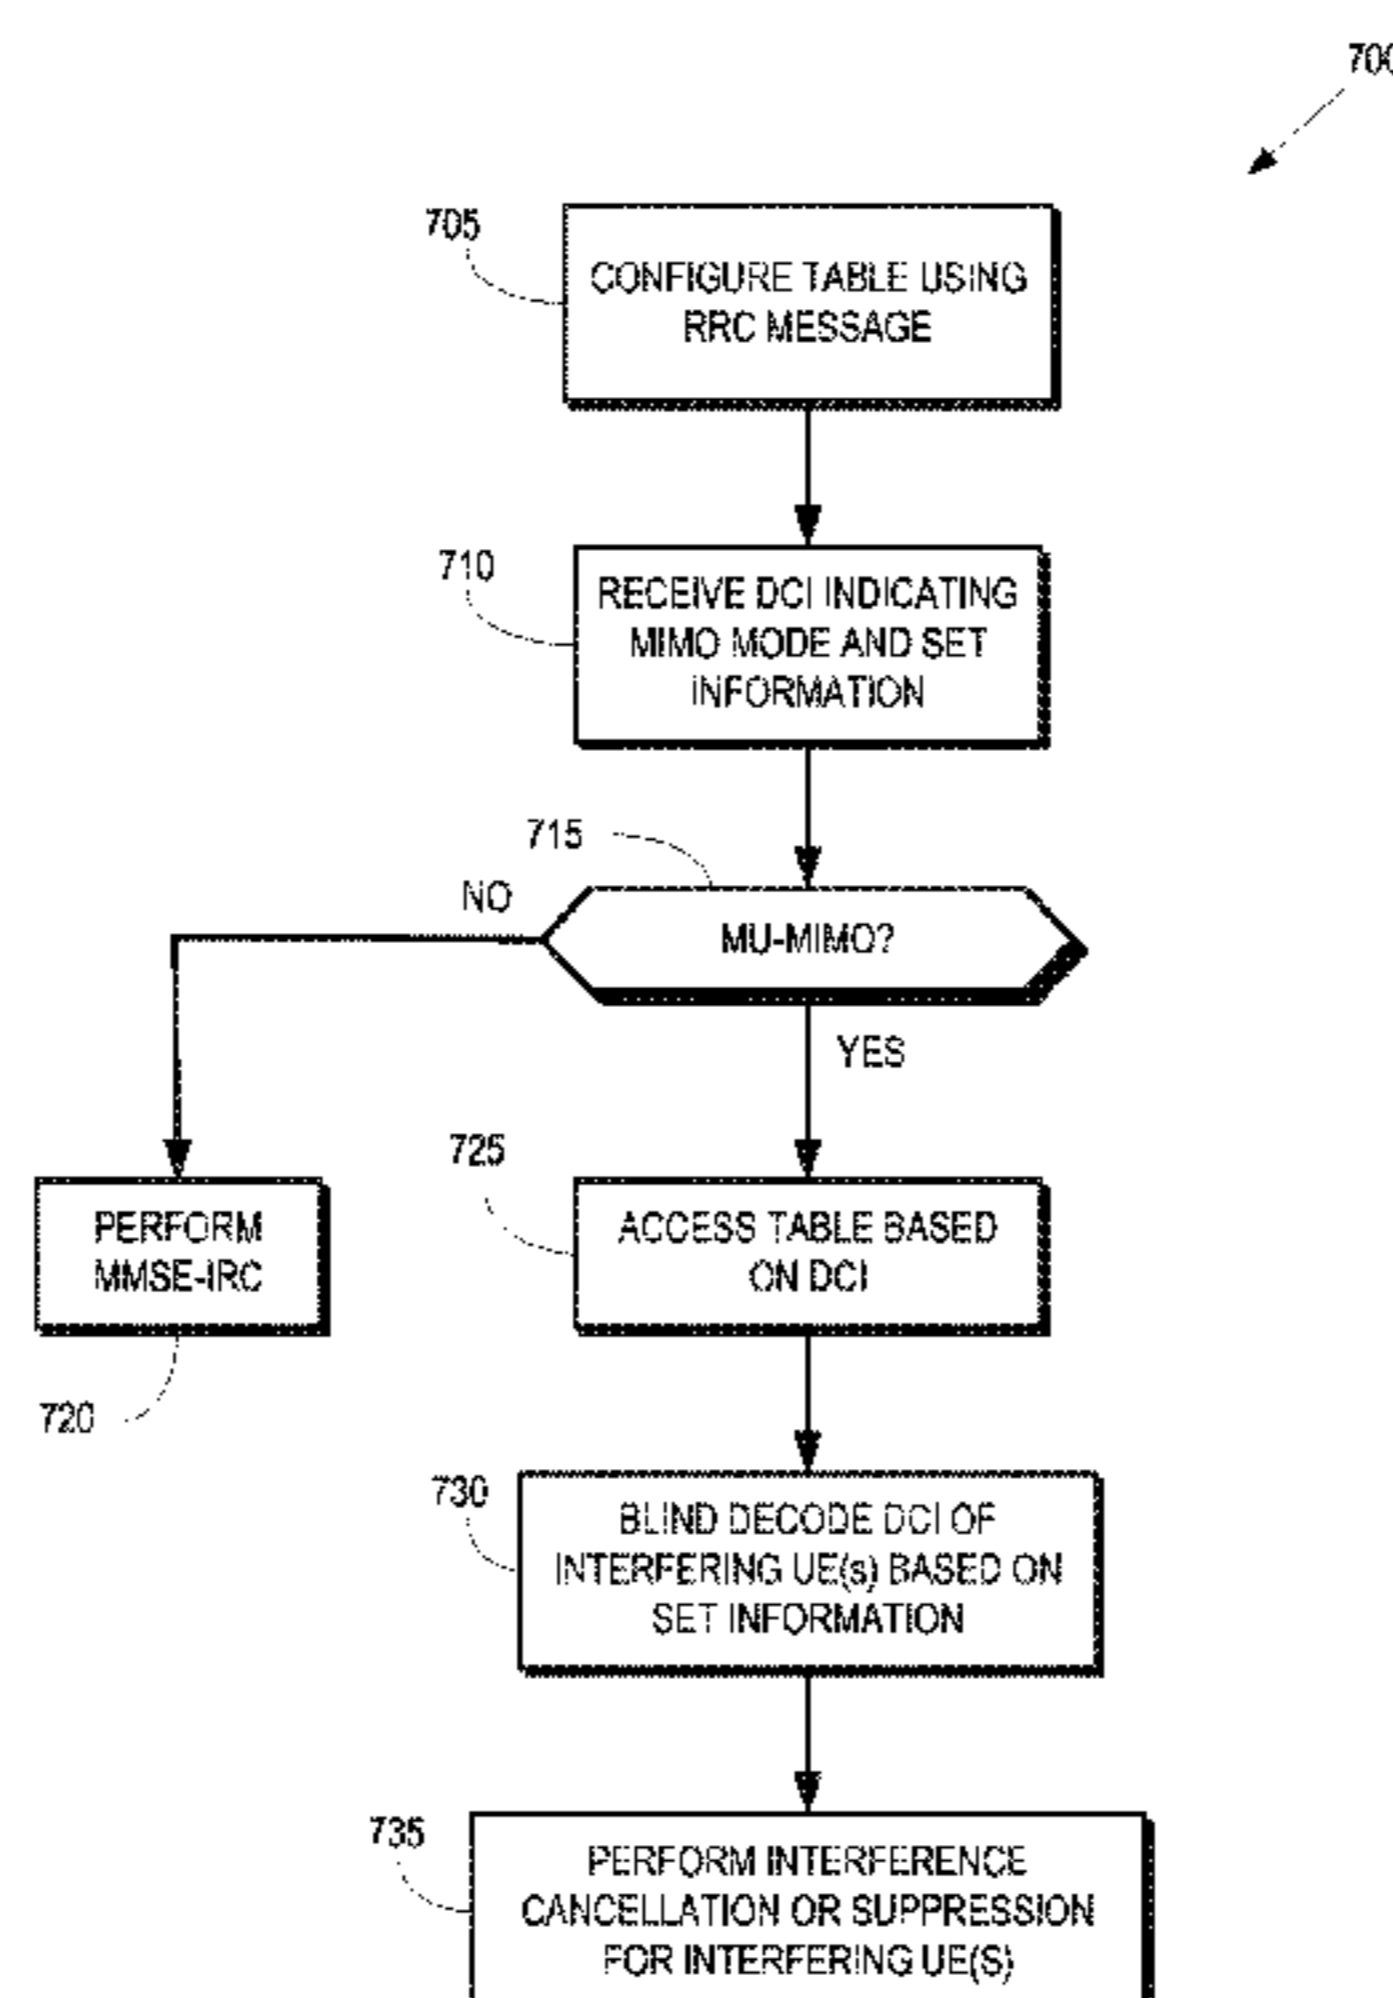 700
705
CONFIGURE TABLE USING
RRC MESSAGE
710
RECEIVE DCI INDICATING
MIMO MODE AND SET
INFORMATION
715
NO
MU-MIMO?
YES
725
PERFORM
MMSE-IRC
ACCESS TABLE BASED
ON DCI
720
730
BLIND DECODE DCI OF
INTERFERING UE(s) BASED ON
SET INFORMATION
735
PERFORM INTERFERENCE
CANCELLATION OR SUPPRESSION
FOR INTERFERING UE(S)